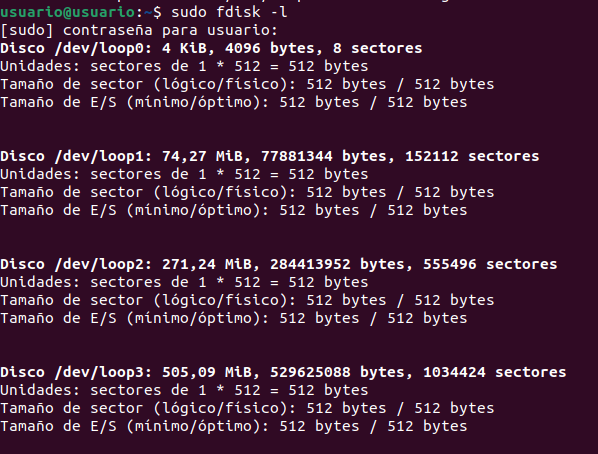 usuario@usuario:~$ sudo fdisk -l
[sudo] contraseña para usuario:
Disco /dev/loop0: 4 KiB, 4096 bytes, 8 sectores
Unidades: sectores de 1 * 512 = 512 bytes
Tamaño de sector (lógico/físico): 512 bytes / 512 bytes
Tamaño de E/S (mínimo/óptimo): 512 bytes / 512 bytes
Disco /dev/loop1: 74,27 MiB, 77881344 bytes, 152112 sectores
Unidades: sectores de 1 * 512 = 512 bytes
Tamaño de sector (lógico/físico): 512 bytes / 512 bytes
Tamaño de E/S (mínimo/óptimo): 512 bytes / 512 bytes
Disco /dev/loop2: 271,24 MiB, 284413952 bytes, 555496 sectores
Unidades: sectores de 1 * 512 = 512 bytes
Tamaño de sector (lógico/físico): 512 bytes / 512 bytes
Tamaño de E/S (mínimo/óptimo): 512 bytes / 512 bytes
Disco /dev/loop3: 505,09 MiB, 529625088 bytes, 1034424 sectores
Unidades: sectores de 1 * 512 = 512 bytes
Tamaño de sector (lógico/físico): 512 bytes / 512 bytes
Tamaño de E/S (mínimo/óptimo): 512 bytes / 512 bytes